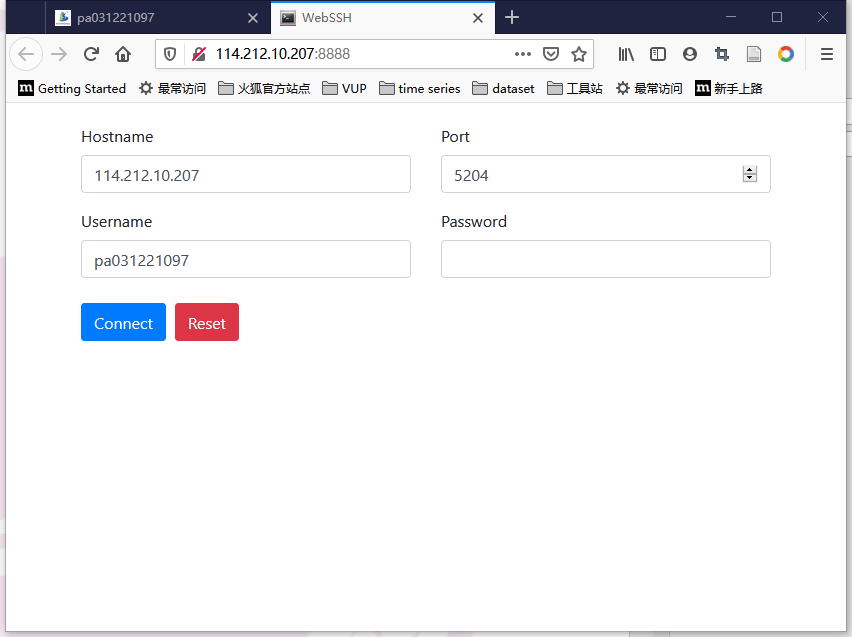 pa031221097
WebSSH
114.212.10.207:8888
m Getting Started 最常访问 火狐官方站点 VUP time series dataset 工具站 最常访问 m 新手上路
Hostname Port
114.212.10.207 5204
Username Password
pa031221097
Connect Reset